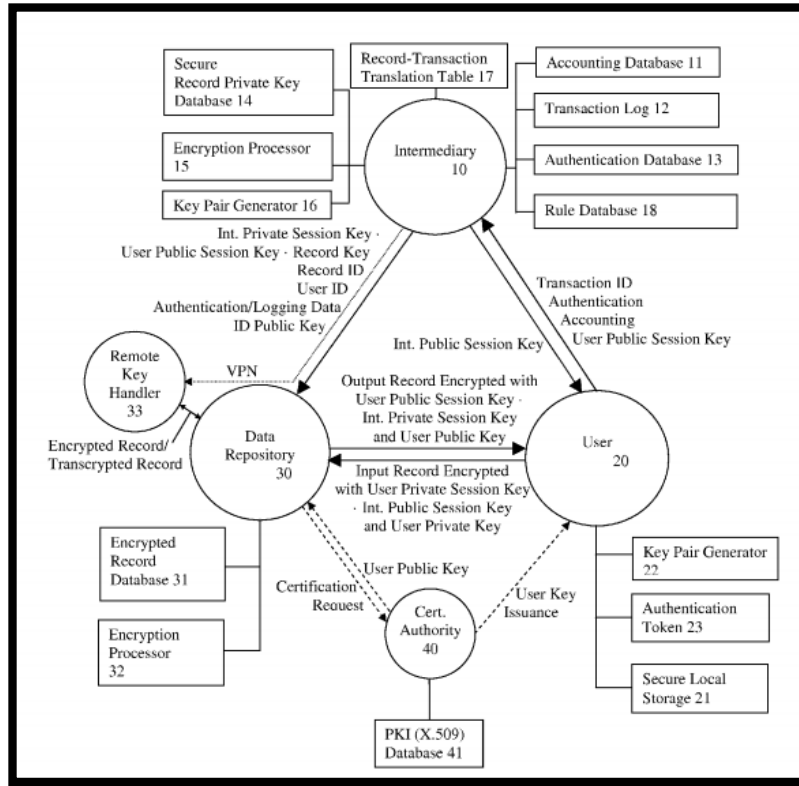 Secure
Record Private Key
Database 14
Record-Transaction
Translation Table 17
Accounting Database 11
Transaction Log 12
Encryption Processor
15
Intermediary
10
Authentication Database 13
Key Pair Generator 16
Rule Database 18
Int. Private Session Key ·
User Public Session Key · Record Key
Record ID
User ID
Authentication/Logging Data
ID Public Key
Transaction ID
Authentication
Accounting
User Public Session Key
Int. Public Session Key
Remote
Key
Handler
33
VPN
Output Record Encrypted with
User Public Session Key ·
Int. Private Session Key
and User Public Key
Encrypted Record/
Transcrypted Record
Data
Repository
30
User
20
Input Record Encrypted
with User Private Session Key
· Int. Public Session Key
and User Private Key
Encrypted
Record
Database 31
User Public Key
Certification
Request
User Key
Issuance
Key Pair Generator
22
Cert.
Authority
40
Authentication
Token 23
Encryption
Processor
32
Secure Local
Storage 21
PKI (X.509)
Database 41